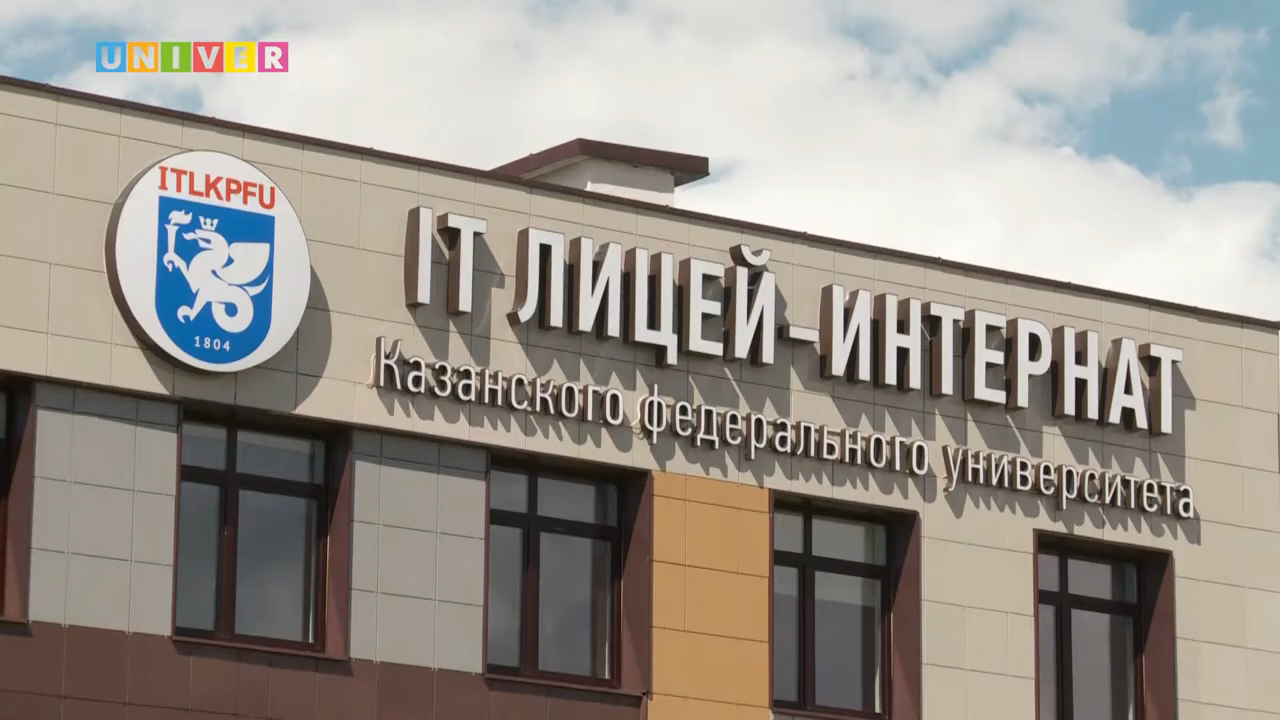 UNIVER
ITLKPFU
1804
IT ЛИЦЕЙ-ИНТЕРНАТ
Казанского федерального университета